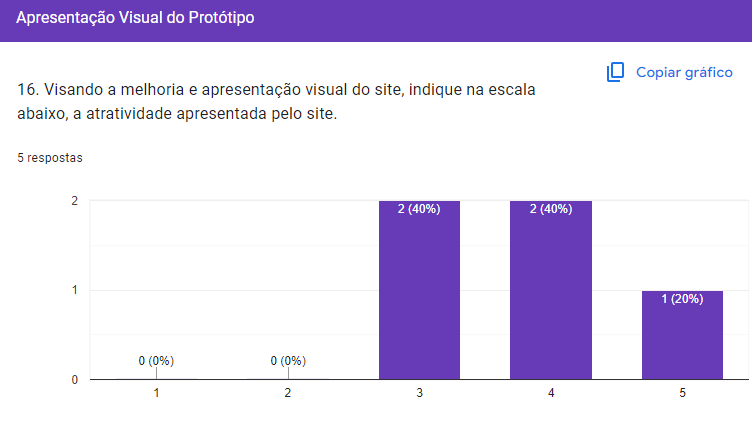 Apresentação Visual do Protótipo
Copiar gráfico
16. Visando a melhoria e apresentação visual do site, indique na escala
abaixo, a atratividade apresentada pelo site.
5 respostas
2
1
0
0 (0%)
0 (0%)
2 (40%)
2 (40%)
1 (20%)
1
2
3
4
5